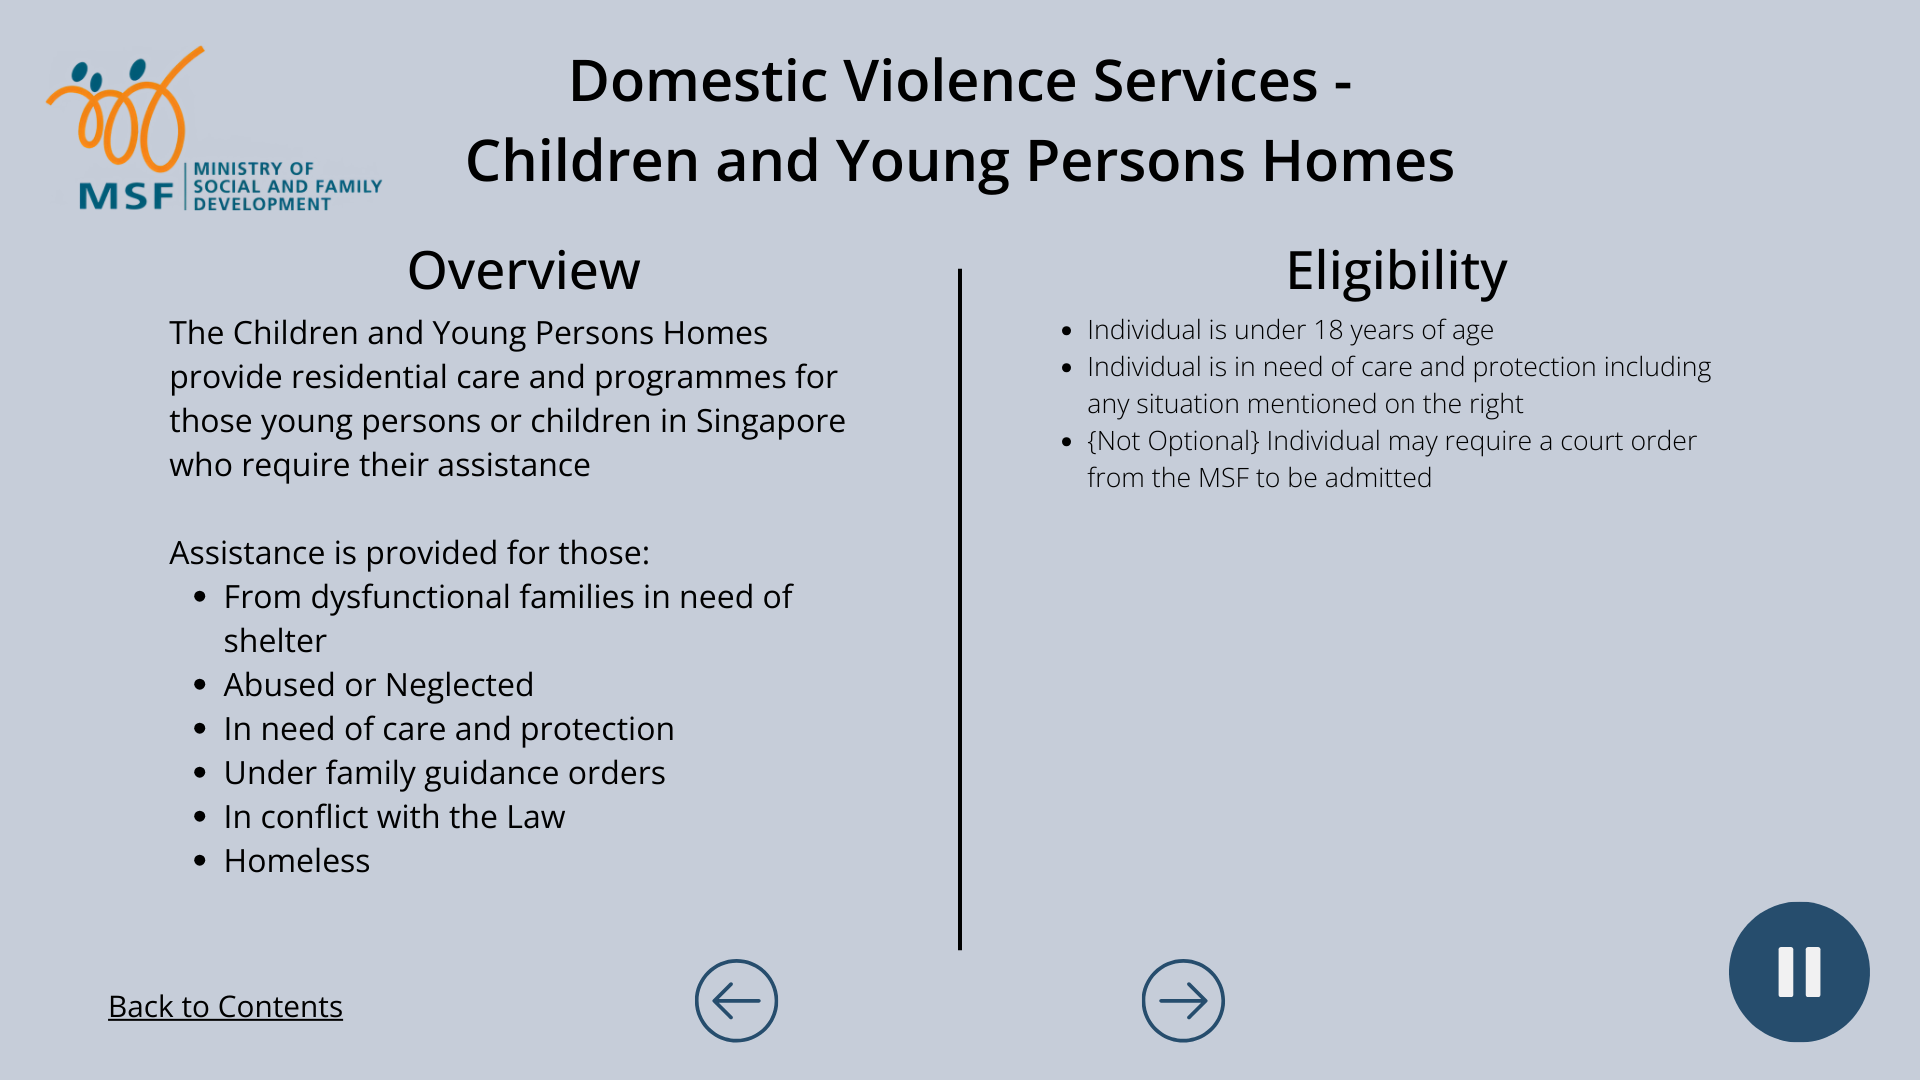 MSF
MINISTRY OF
SOCIAL AND FAMILY
DEVELOPMENT
Domestic Violence Services -
Children and Young Persons Homes
Overview
The Children and Young Persons Homes
provide residential care and programmes for
those young persons or children in Singapore
who require their assistance
Assistance is provided for those:
• From dysfunctional families in need of
shelter
• Abused or Neglected
• In need of care and protection
• Under family guidance orders
• In conflict with the Law
• Homeless
Eligibility
• Individual is under 18 years of age
• Individual is in need of care and protection including
any situation mentioned on the right
• {Not Optional} Individual may require a court order
from the MSF to be admitted
Back to Contents